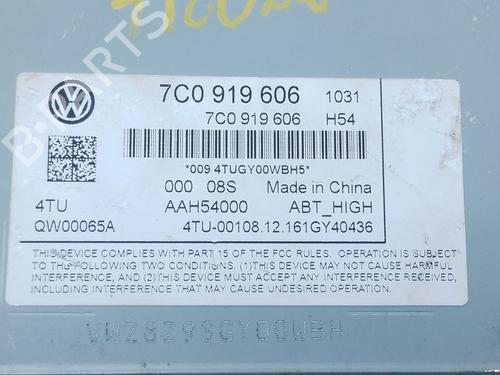 7C0 919 606 1031
7C0 919 606 H54
*009 4TUGY00WBH5*
000 08S Made in China
4TU AAH54000 ABT_HIGH
QW00065A 4TU-00108.12.161GY40436
THIS DEVICE COMPLIES WITH PART 15 OF THE FCC RULES. OPERATION IS SUBJECT
TO THE FOLLOWING TWO CONDITIONS. (1)THIS DEVICE MAY NOT CAUSE HARMFUL
INTERFERENCE, AND (2)THIS DEVICE MUST ACCEPT ANY INTERFERENCE RECEIVED,
INCLUDING INTERFERENCE THAT MAY CAUSE UNDESIRED OPERATION
VWZ8Z9SGY00WBH